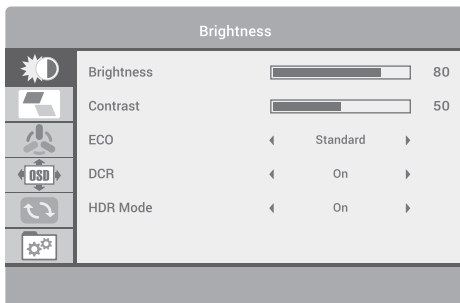 Brightness
Brightness 80
Contrast 50
ECO Standard
DCR On
OSD
HDR Mode On